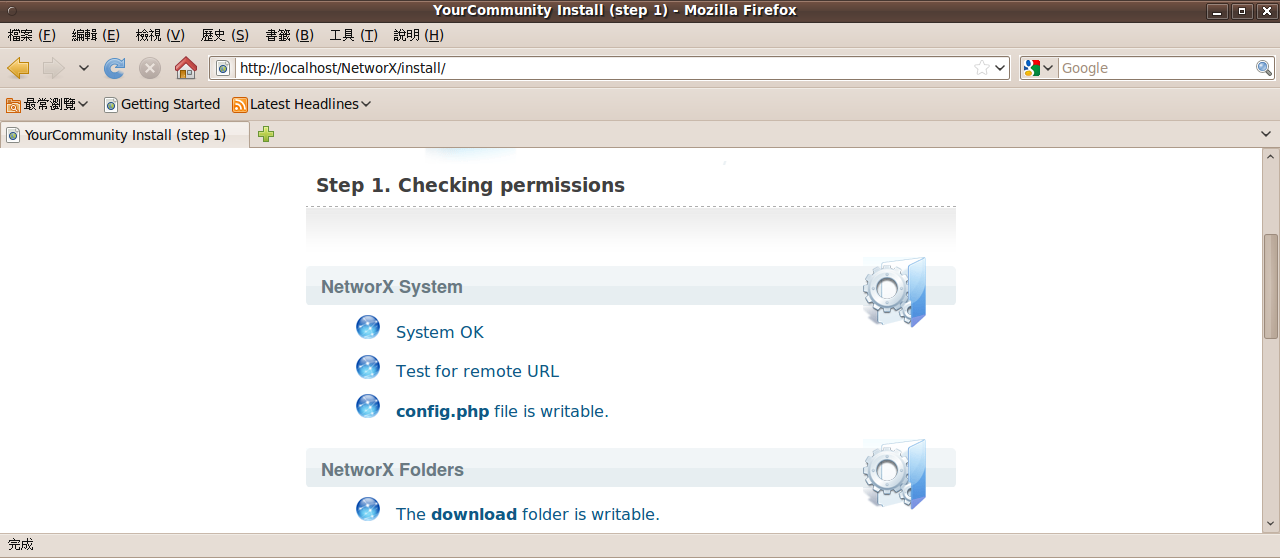 YourCommunity Install (step 1) - Mozilla Firefox
檔案 (F) 編輯 (E) 檢視 (V) 歷史 (S) 書籤 (B) 工具 (T) 說明 (H)
http://localhost/NetworX/install/ Google
最常瀏覽 Getting Started Latest Headlines
YourCommunity Install (step 1)
Step 1. Checking permissions
NetworX System
System OK
Test for remote URL
config.php file is writable.
NetworX Folders
The download folder is writable.
完成